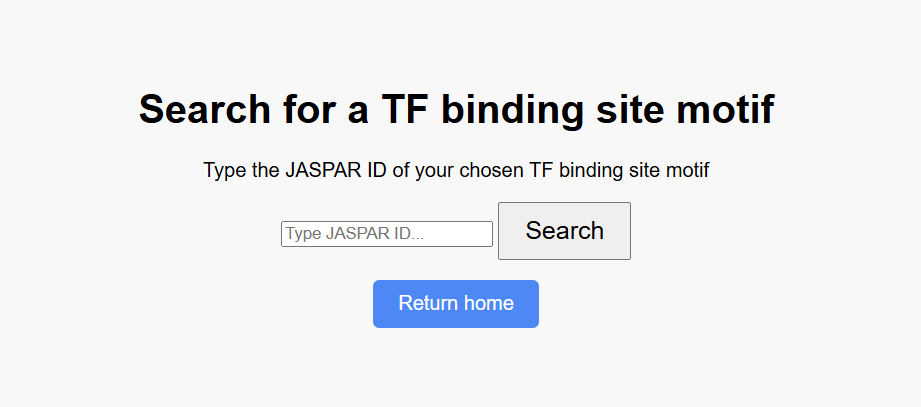 Search for a TF binding site motif
Type the JASPAR ID of your chosen TF binding site motif
Type JASPAR ID...
Search
Return home